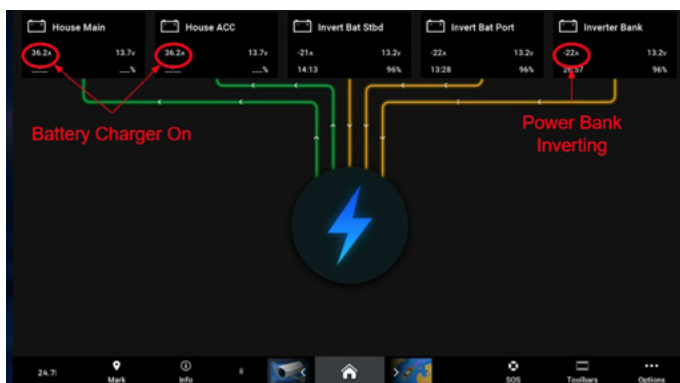 House Main
36.2A 13.7v
--:-- ---%
House ACC
36.2A 13.7v
--:-- ---%
Invert Bat Stbd
-21A 13.2v
14:13 96%
Invert Bat Port
-22A 13.2v
13:28 96%
Inverter Bank
-22A 13.2v
96%
Battery Charger On
Power Bank
Inverting
24.7
Mark
Info
SOS
Toolbars
Options